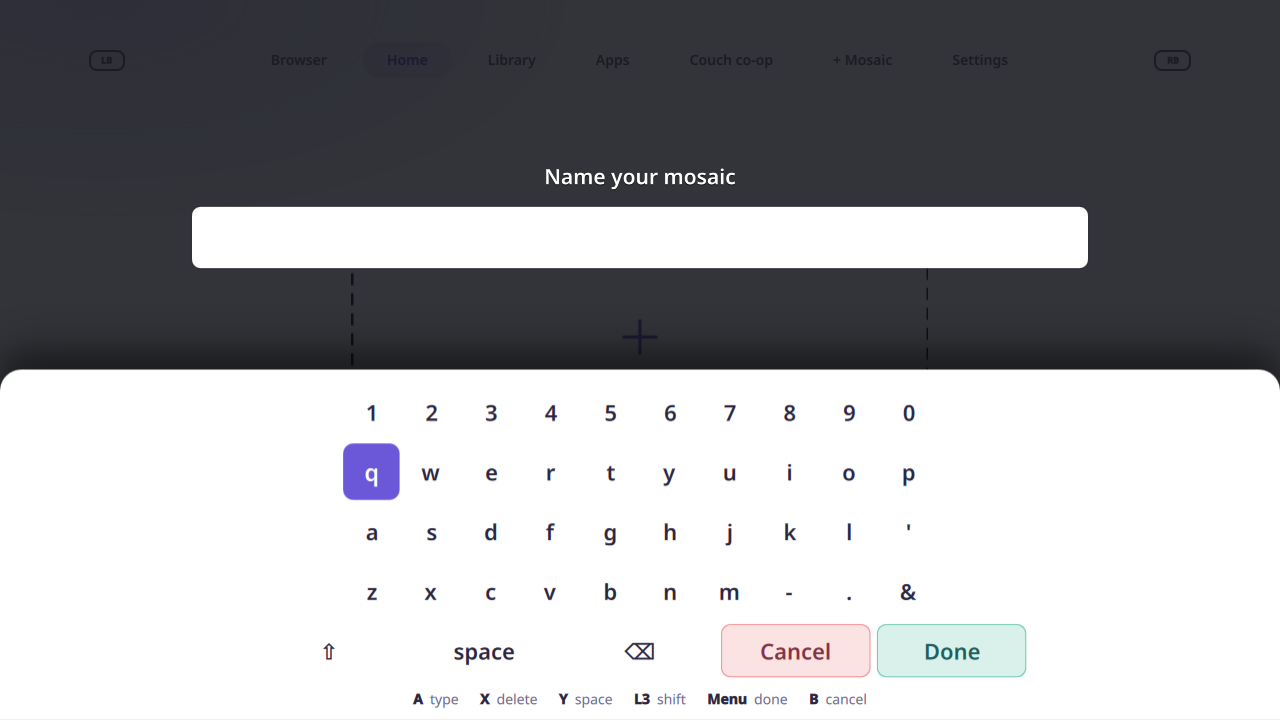 LB Browser Home Library Apps Couch co-op + Mosaic Settings RB
Name your mosaic
1 2 3 4 5 6 7 8 9 0
q w e r t y u i o p
a s d f g h j k l '
z x c v b n m - . &
⇧ space ⌫ Cancel Done
A type X delete Y space L3 shift Menu done B cancel